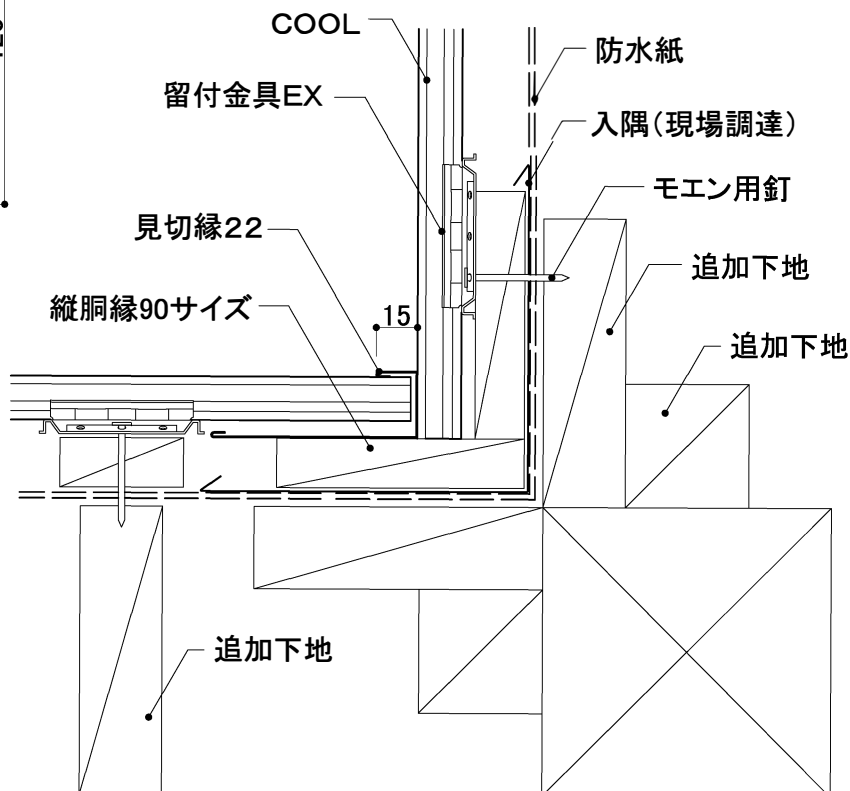 COOL
防水紙
留付金具EX
入隅(現場調達)
モエン用釘
見切縁22
追加下地
縦胴縁90サイズ
15
追加下地
追加下地